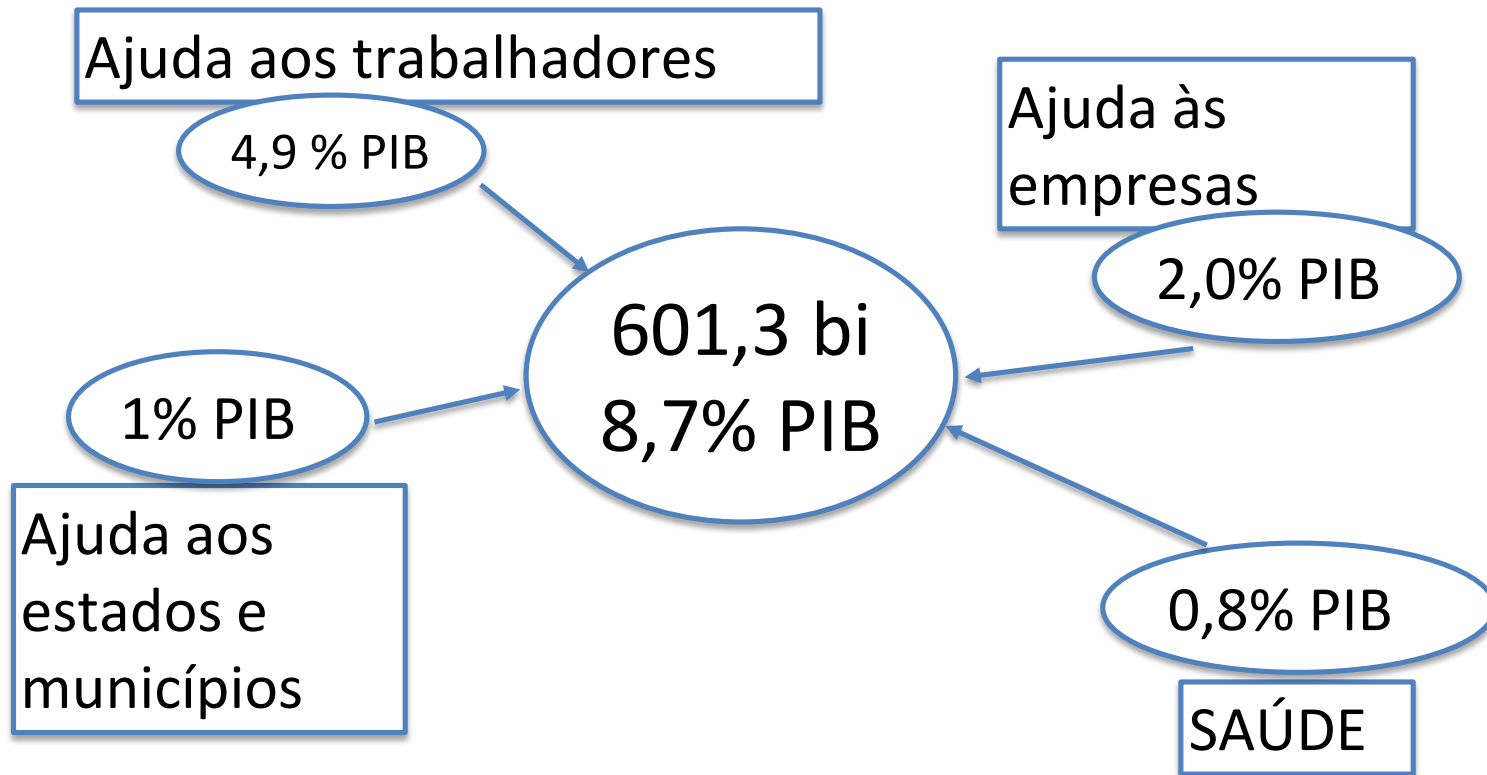 Ajuda aos trabalhadores
4,9 % PIB
Ajuda às
empresas
2,0% PIB
601,3 bi
8,7% PIB
1% PIB
Ajuda aos
estados e
municípios
0,8% PIB
SAÚDE